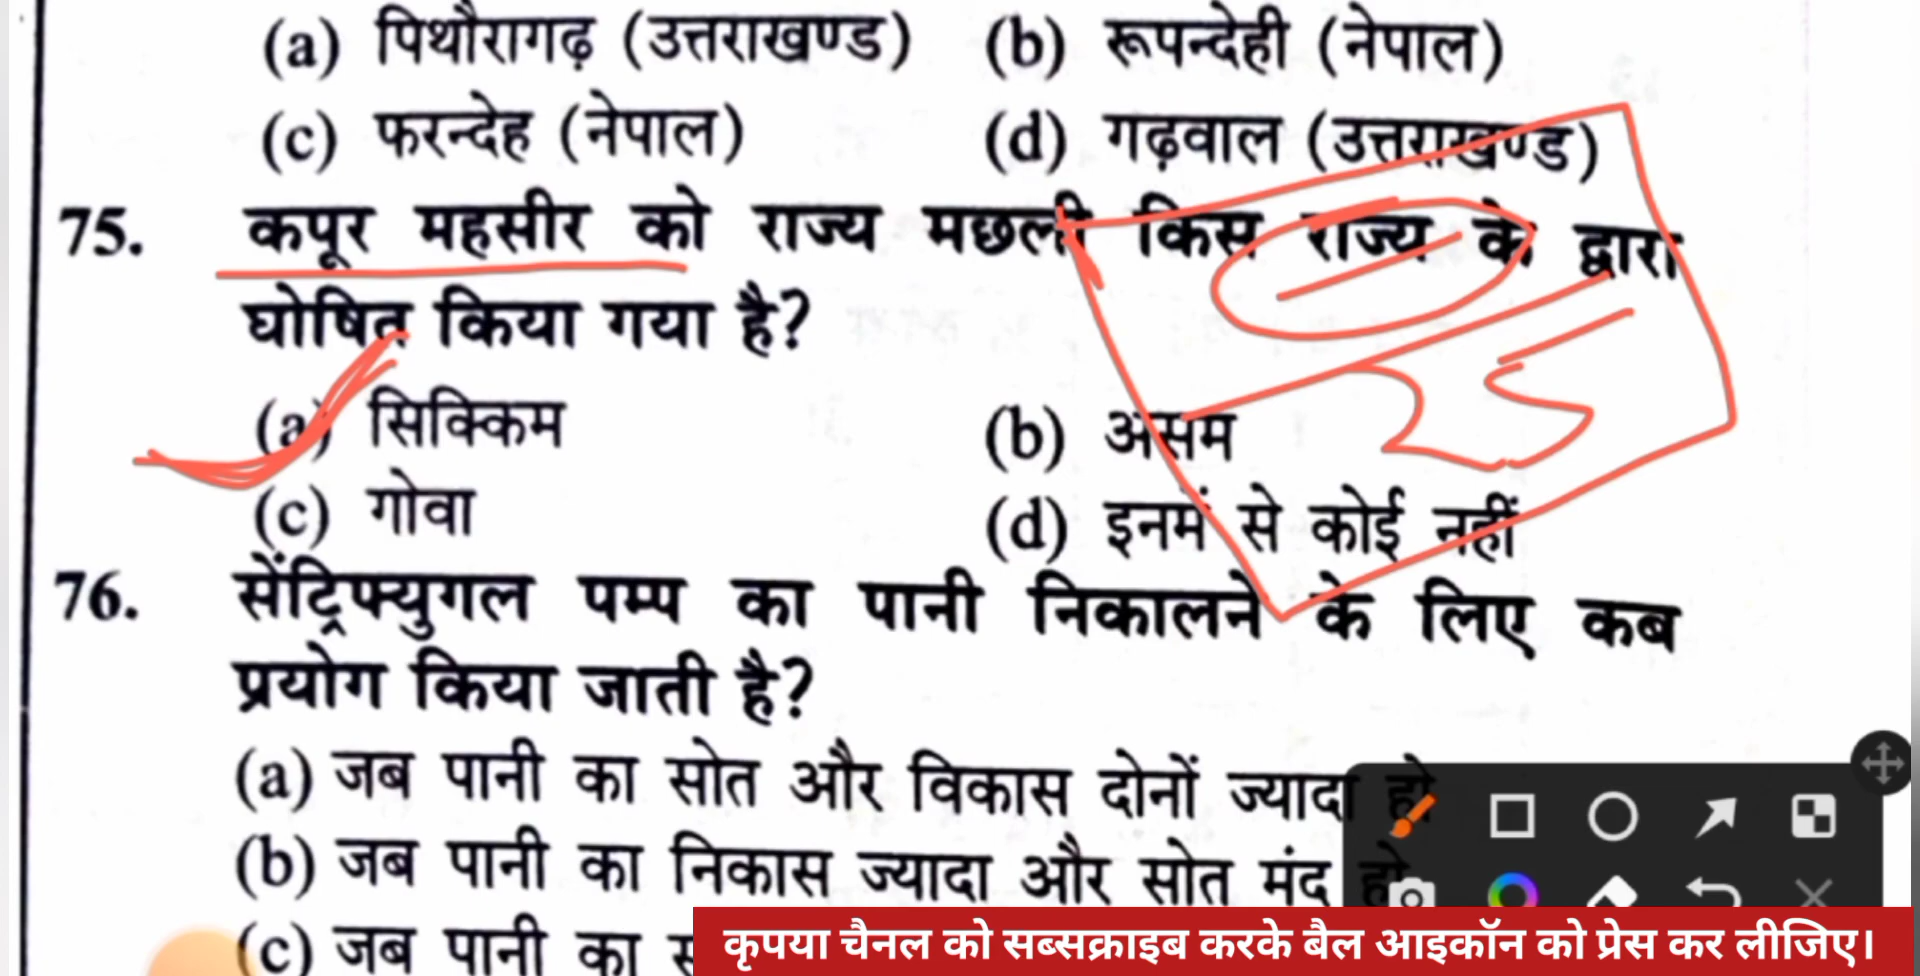 (a) पिथौरागढ़ (उत्तराखण्ड) (b) रूपन्देही (नेपाल)
(c) फरन्देह (नेपाल) (d) गढ़वाल (उत्तराखण्ड)
75. कपूर महसीर को राज्य मछली किस राज्य के द्वारा
घोषित किया गया है?
(a) सिक्किम (b) असम
(c) गोवा (d) इनमें से कोई नहीं
76. सेंट्रिफ्युगल पम्प का पानी निकालने के लिए कब
प्रयोग किया जाती है?
(a) जब पानी का सोत और विकास दोनों ज्यादा हो
(b) जब पानी का निकास ज्यादा और सोत मंद हो
(c) जब पानी का
कृपया चैनल को सब्सक्राइब करके बैल आइकॉन को प्रेस कर लीजिए।